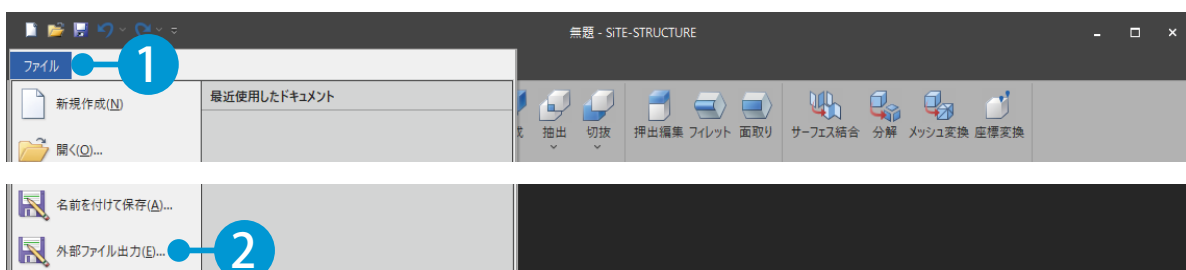 無題 - SiTE-STRUCTURE
ファイル
1
新規作成(N)
最近使用したドキュメント
抽出 切抜 押出編集 フィレット 面取り サーフェス結合 分解 メッシュ変換 座標変換
開く(O)...
名前を付けて保存(A)...
外部ファイル出力(E)...
2